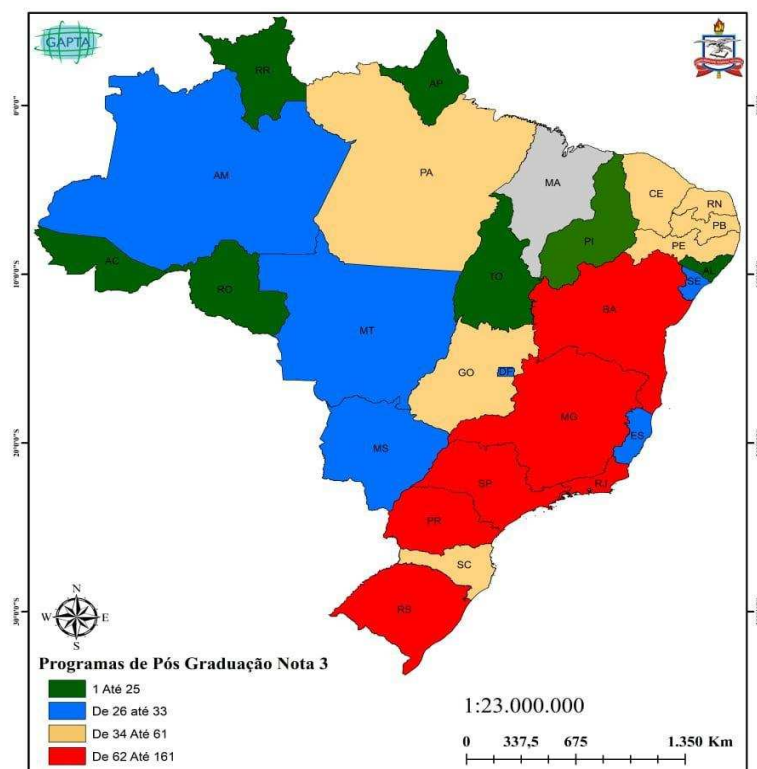 GAPTA
RR
AP
AM
PA
MA
CE
RN
PB
PE
PI
AC
TO
AL
SE
RO
BA
MT
GO
DF
MG
MS
ES
SP
RJ
PR
SC
RS
N
W
E
S
Programas de Pós Graduação Nota 3
1 Até 25
De 26 até 33
De 34 Até 61
De 62 Até 161
1:23.000.000
0 337,5 675 1.350 Km